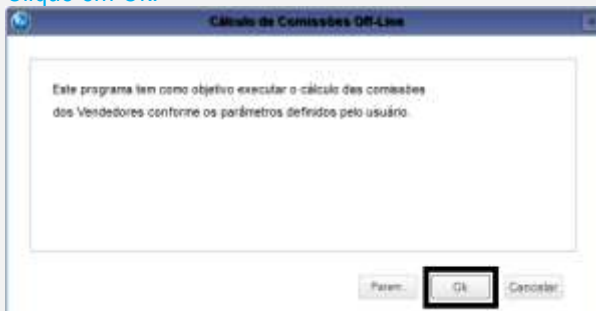 Clique em Ok.
Cálculo de Comissões Off-Line
Este programa tem como objetivo executar o cálculo das comissões
dos Vendedores conforme os parâmetros definidos pelo usuário.
Param. Ok Cancelar